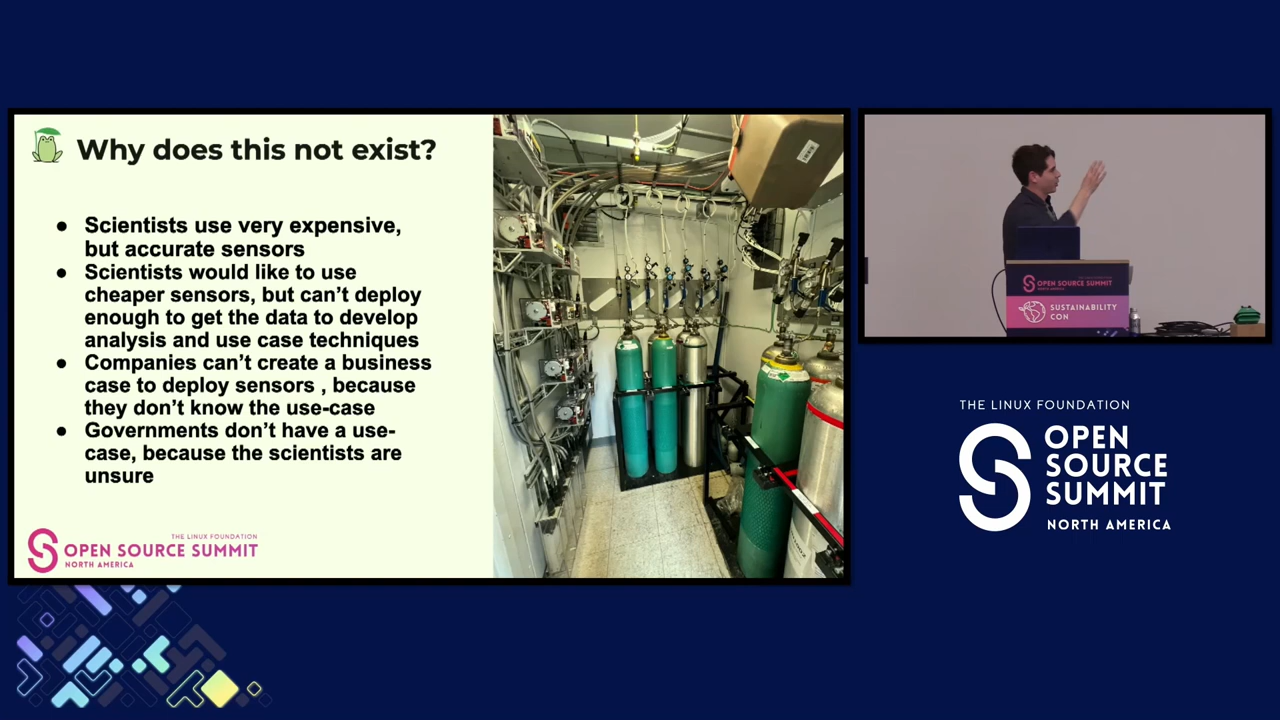 Why does this not exist?
● Scientists use very expensive,
but accurate sensors
● Scientists would like to use
cheaper sensors, but can’t deploy
enough to get the data to develop
analysis and use case techniques
● Companies can’t create a business
case to deploy sensors , because
they don’t know the use-case
● Governments don’t have a use-
case, because the scientists are
unsure
THE LINUX FOUNDATION
OPEN SOURCE SUMMIT
NORTH AMERICA
OPEN SOURCE SUMMIT
SUSTAINABILITY
CON
THE LINUX FOUNDATION
OPEN
SOURCE
SUMMIT
NORTH AMERICA